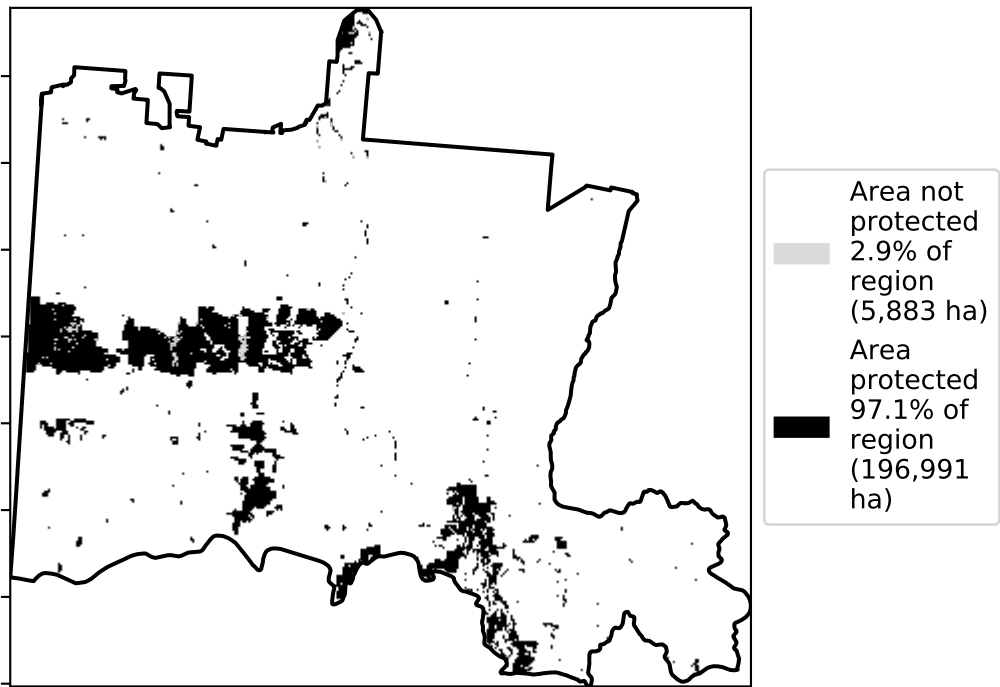 Area not
protected
2.9% of
region
(5,883 ha)
Area
protected
97.1% of
region
(196,991
ha)